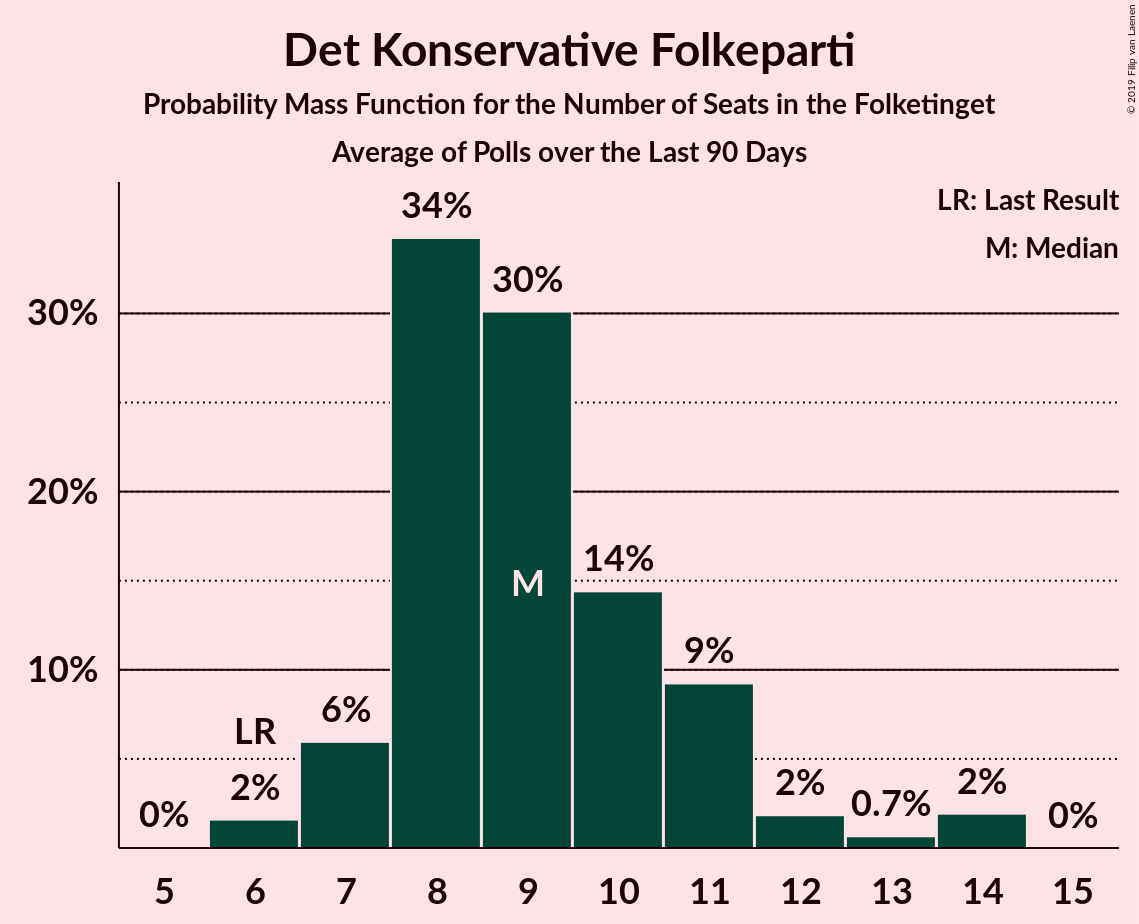 Det Konservative Folkeparti
Probability Mass Function for the Number of Seats in the Folketinget
Average of Polls over the Last 90 Days
© 2019 Filip van Laenen
LR: Last Result
M: Median
34%
30%
30%
20%
14%
M
10%
9%
6%
LR
2%
0%
2%
0.7%
2%
0%
5 6 7 8 9 10 11 12 13 14 15